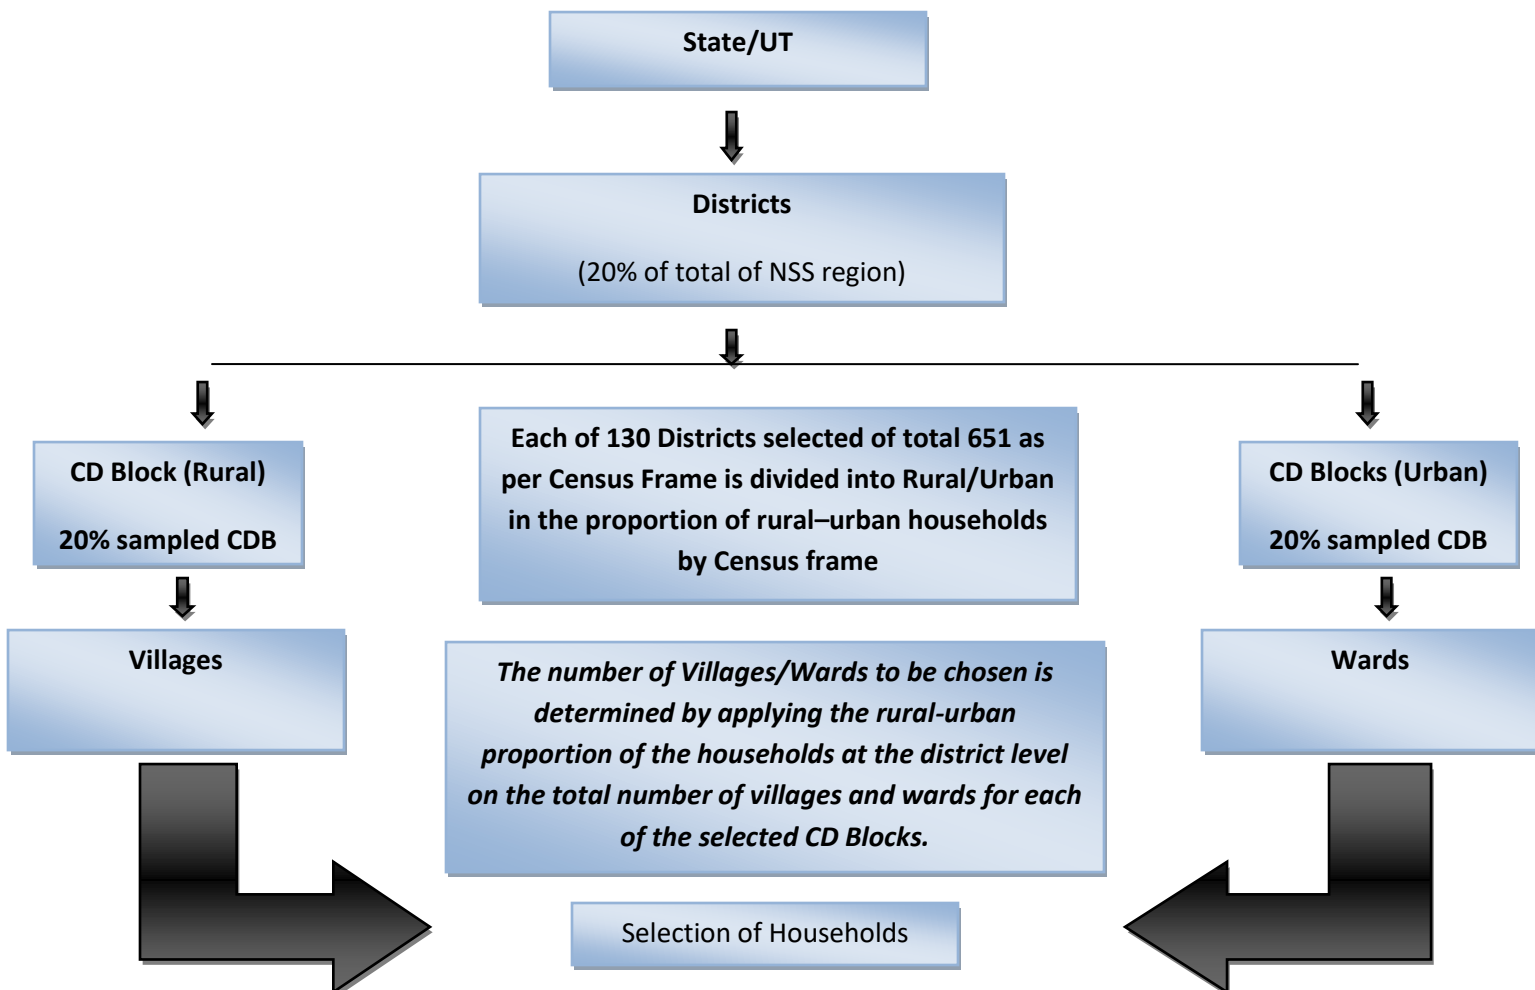 State/UT
Districts
(20% of total of NSS region)
CD Block (Rural)
20% sampled CDB
Each of 130 Districts selected of total 651 as
per Census Frame is divided into Rural/Urban
in the proportion of rural–urban households
by Census frame
CD Blocks (Urban)
20% sampled CDB
Villages
The number of Villages/Wards to be chosen is
determined by applying the rural-urban
proportion of the households at the district level
on the total number of villages and wards for each
of the selected CD Blocks.
Wards
Selection of Households